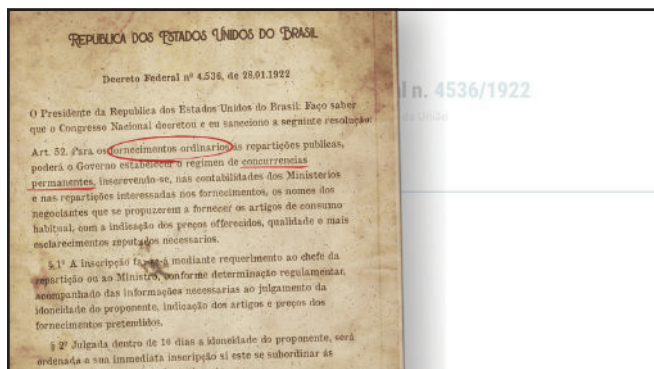 REPUBLICA DOS ESTADOS UNIDOS DO BRASIL
Decreto Federal nº 4.536, de 28.01.1922
O Presidente da Republica dos Estados Unidos do Brasil: Faço saber
que o Congresso Nacional decretou e eu sancciono a seguinte resolução:
Art. 52. Para os fornecimentos ordinarios ás repartições publicas,
poderá o Governo estabelecer o regimen de concurrencias
permanentes, inscrevendo-se, nas contabilidades dos Ministerios
e nas repartições interessadas nos fornecimentos, os nomes dos
negociantes que se propuzerem a fornecer os artigos de consumo
habitual, com a indicação dos preços offerecidos, qualidade e mais
esclarecimentos reputados necessarios.
§ 1º A inscripção far-se-á mediante requerimento ao chefe da
repartição ou ao Ministro, conforme determinação regulamentar,
acompanhado das informações necessarias ao julgamento da
idoneidade do proponente, indicação dos artigos e preços dos
fornecimentos pretendidos.
§ 2º Julgada dentro de 10 dias a idoneidade do proponente, será
ordenada a sua immediata inscripção si este se subordinar ás
l n. 4536/1922
da União